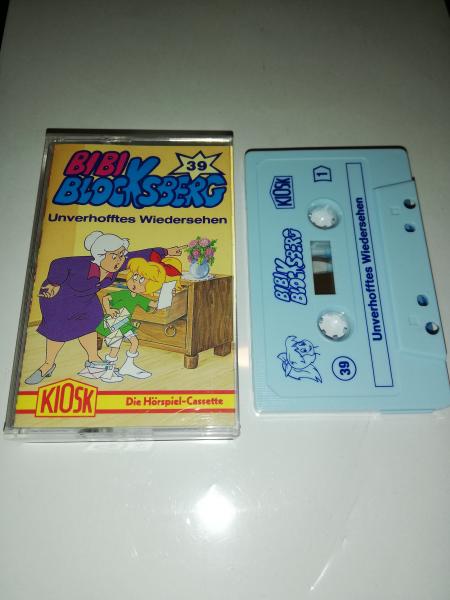 BIBI
BLOCKSBERG
39
Unverhofftes Wiedersehen
KIOSK
Die Hörspiel-Cassette
KIOSK
1
BIBI
BLOCKSBERG
Unverhofftes Wiedersehen
39